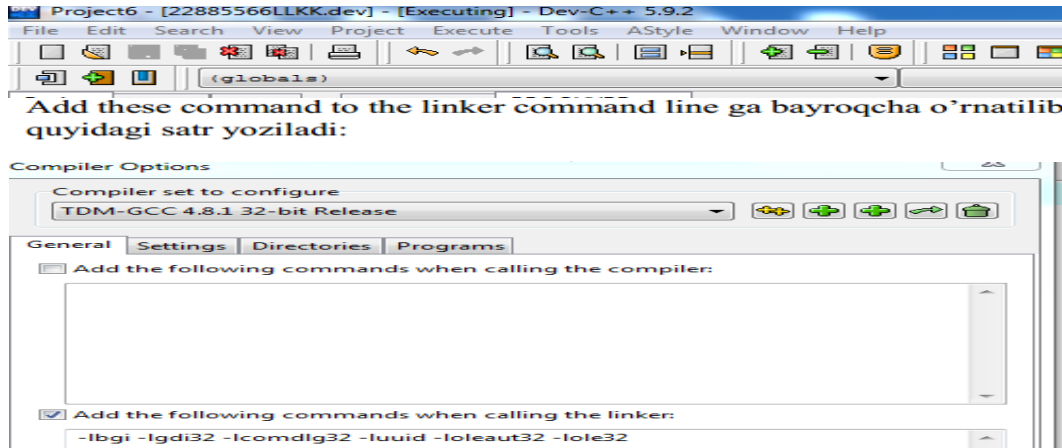 Project6 - [22885566LLKK.dev] - [Executing] - Dev-C++ 5.9.2
File Edit Search View Project Execute Tools AStyle Window Help
(globals)
Add these command to the linker command line ga bayroqcha o’rnatilib
quyidagi satr yoziladi:
Compiler Options
Compiler set to configure
TDM-GCC 4.8.1 32-bit Release
General Settings Directories Programs
Add the following commands when calling the compiler:
Add the following commands when calling the linker:
-lbgi -lgdi32 -lcomdlg32 -luuid -loleaut32 -lole32